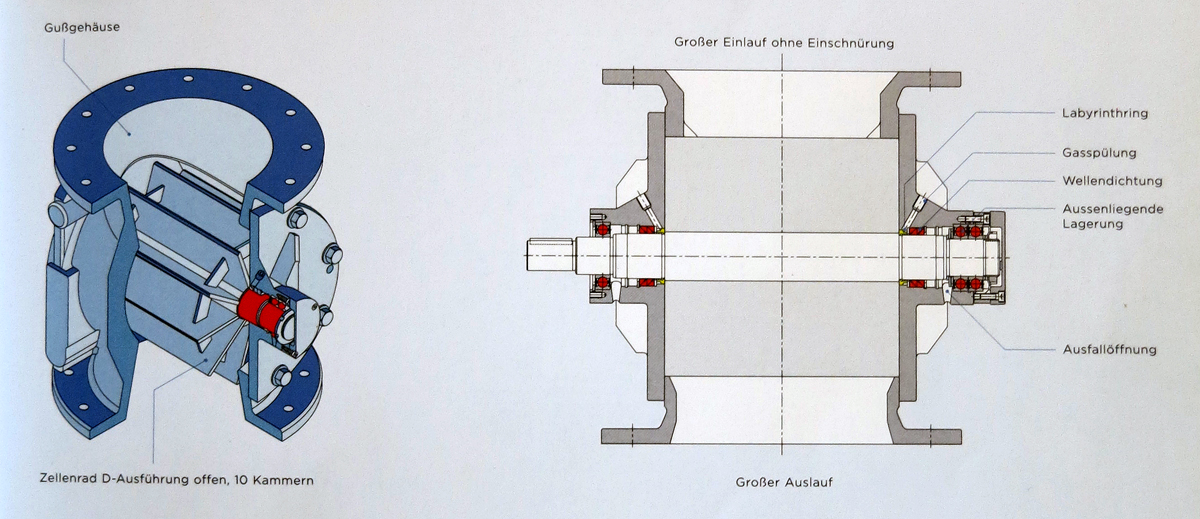 Gußgehäuse
Zellenrad D-Ausführung offen, 10 Kammern
Großer Einlauf ohne Einschnürung
Labyrinthring
Gasspülung
Wellendichtung
Aussenliegende
Lagerung
Ausfallöffnung
Großer Auslauf